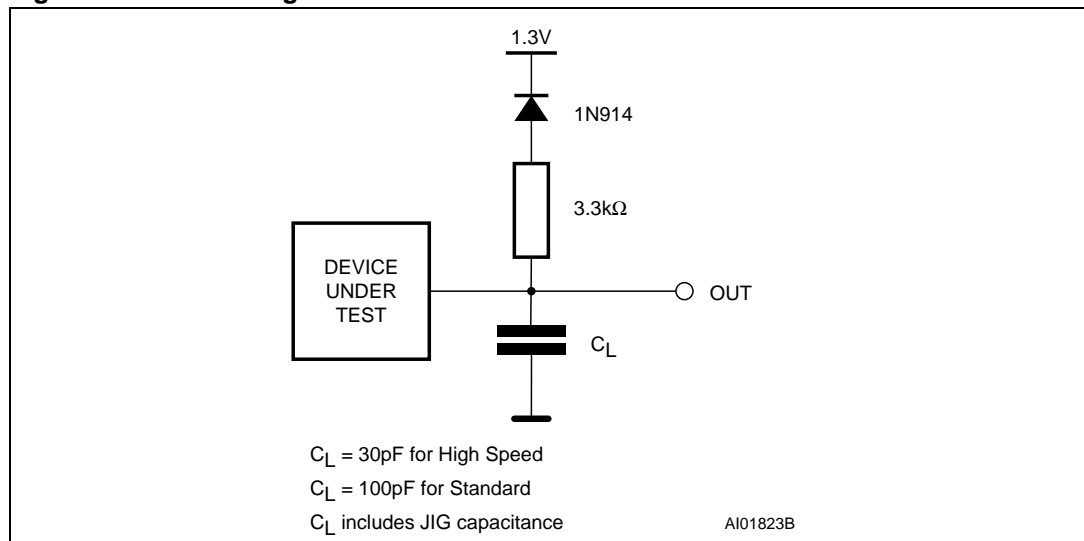 1.3V
1N914
3.3kΩ
DEVICE
UNDER
TEST
OUT
CL
CL = 30pF for High Speed
CL = 100pF for Standard
CL includes JIG capacitance
AI01823B